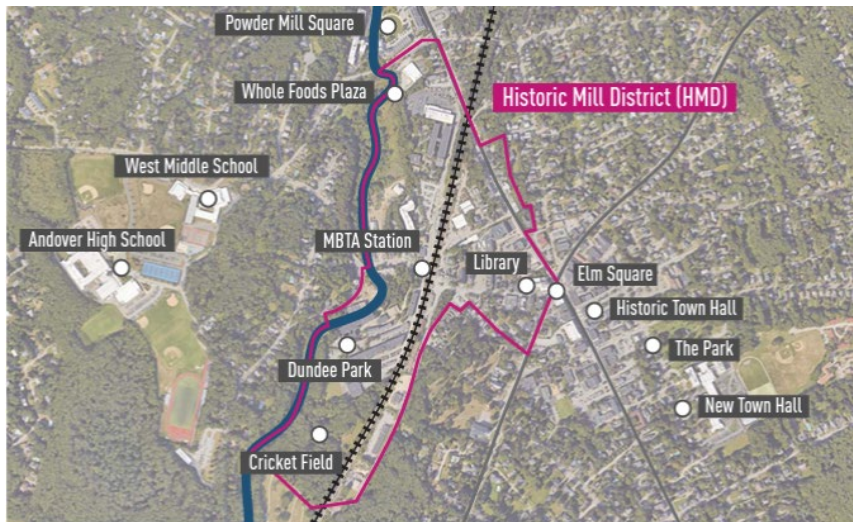 Powder Mill Square
Whole Foods Plaza
Historic Mill District (HMD)
West Middle School
Andover High School
MBTA Station
Library
Elm Square
Historic Town Hall
Dundee Park
The Park
New Town Hall
Cricket Field